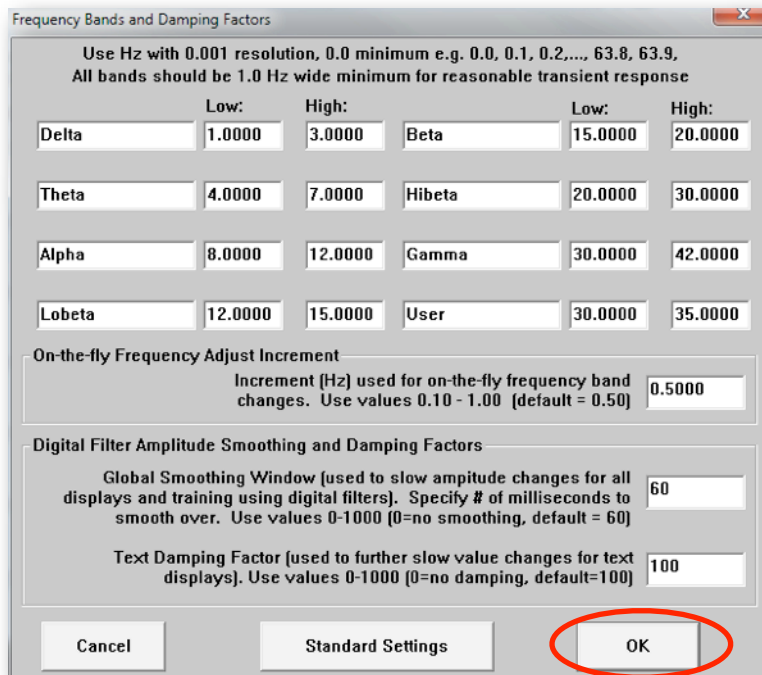 Frequency Bands and Damping Factors
Use Hz with 0.001 resolution, 0.0 minimum e.g. 0.0, 0.1, 0.2,..., 63.8, 63.9,
All bands should be 1.0 Hz wide minimum for reasonable transient response
Low: High: Low: High:
Delta 1.0000 3.0000 Beta 15.0000 20.0000
Theta 4.0000 7.0000 Hibeta 20.0000 30.0000
Alpha 8.0000 12.0000 Gamma 30.0000 42.0000
Lobeta 12.0000 15.0000 User 30.0000 35.0000
On-the-fly Frequency Adjust Increment
Increment (Hz) used for on-the-fly frequency band
changes. Use values 0.10 - 1.00 (default = 0.50)
0.5000
Digital Filter Amplitude Smoothing and Damping Factors
Global Smoothing Window (used to slow ampitude changes for all
displays and training using digital filters). Specify # of milliseconds to
smooth over. Use values 0-1000 (0=no smoothing, default = 60)
60
Text Damping Factor (used to further slow value changes for text
displays). Use values 0-1000 (0=no damping, default=100)
100
Cancel Standard Settings OK